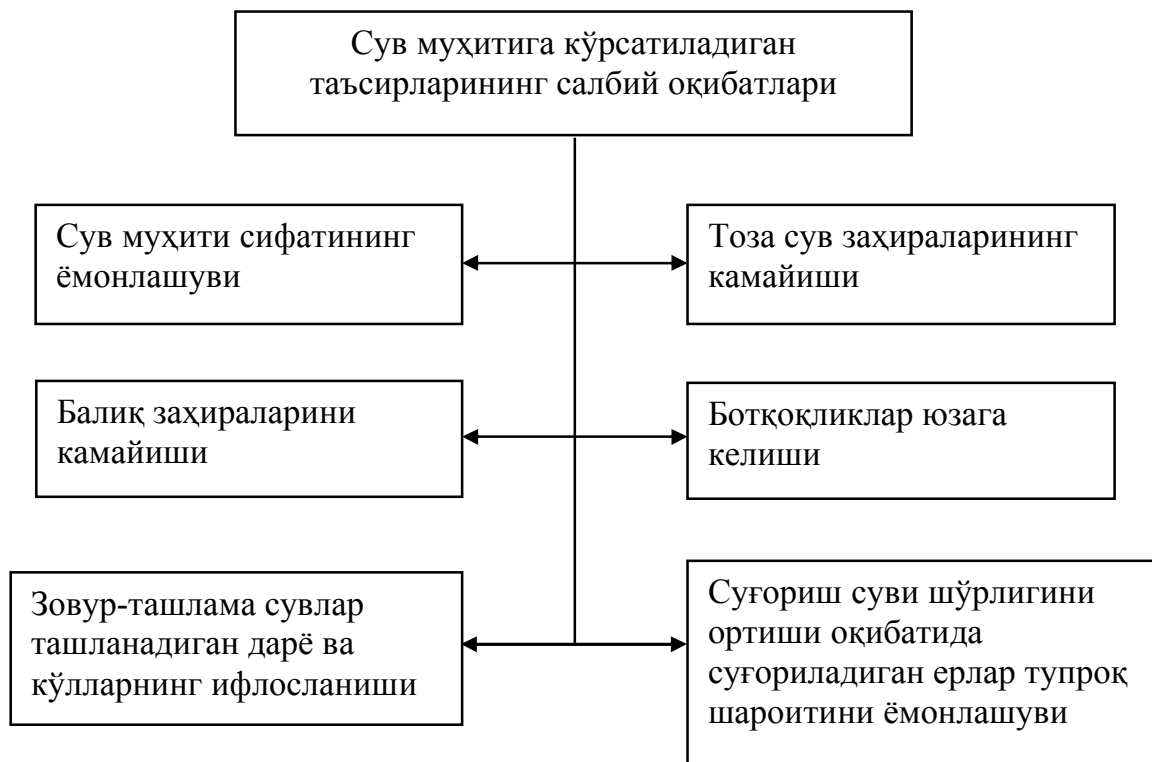 Сув муҳитига кўрсатиладиган
таъсирларининг салбий оқибатлари
Сув муҳити сифатининг
ёмонлашуви
Тоза сув заҳираларининг
камайиши
Балиқ заҳираларини
камайиши
Ботқоқликлар юзага
келиши
Зовур-ташлама сувлар
ташланадиган дарё ва
кўлларнинг ифлосланиши
Суғориш суви шўрлигини
ортиши оқибатида
суғориладиган ерлар тупроқ
шароитини ёмонлашуви